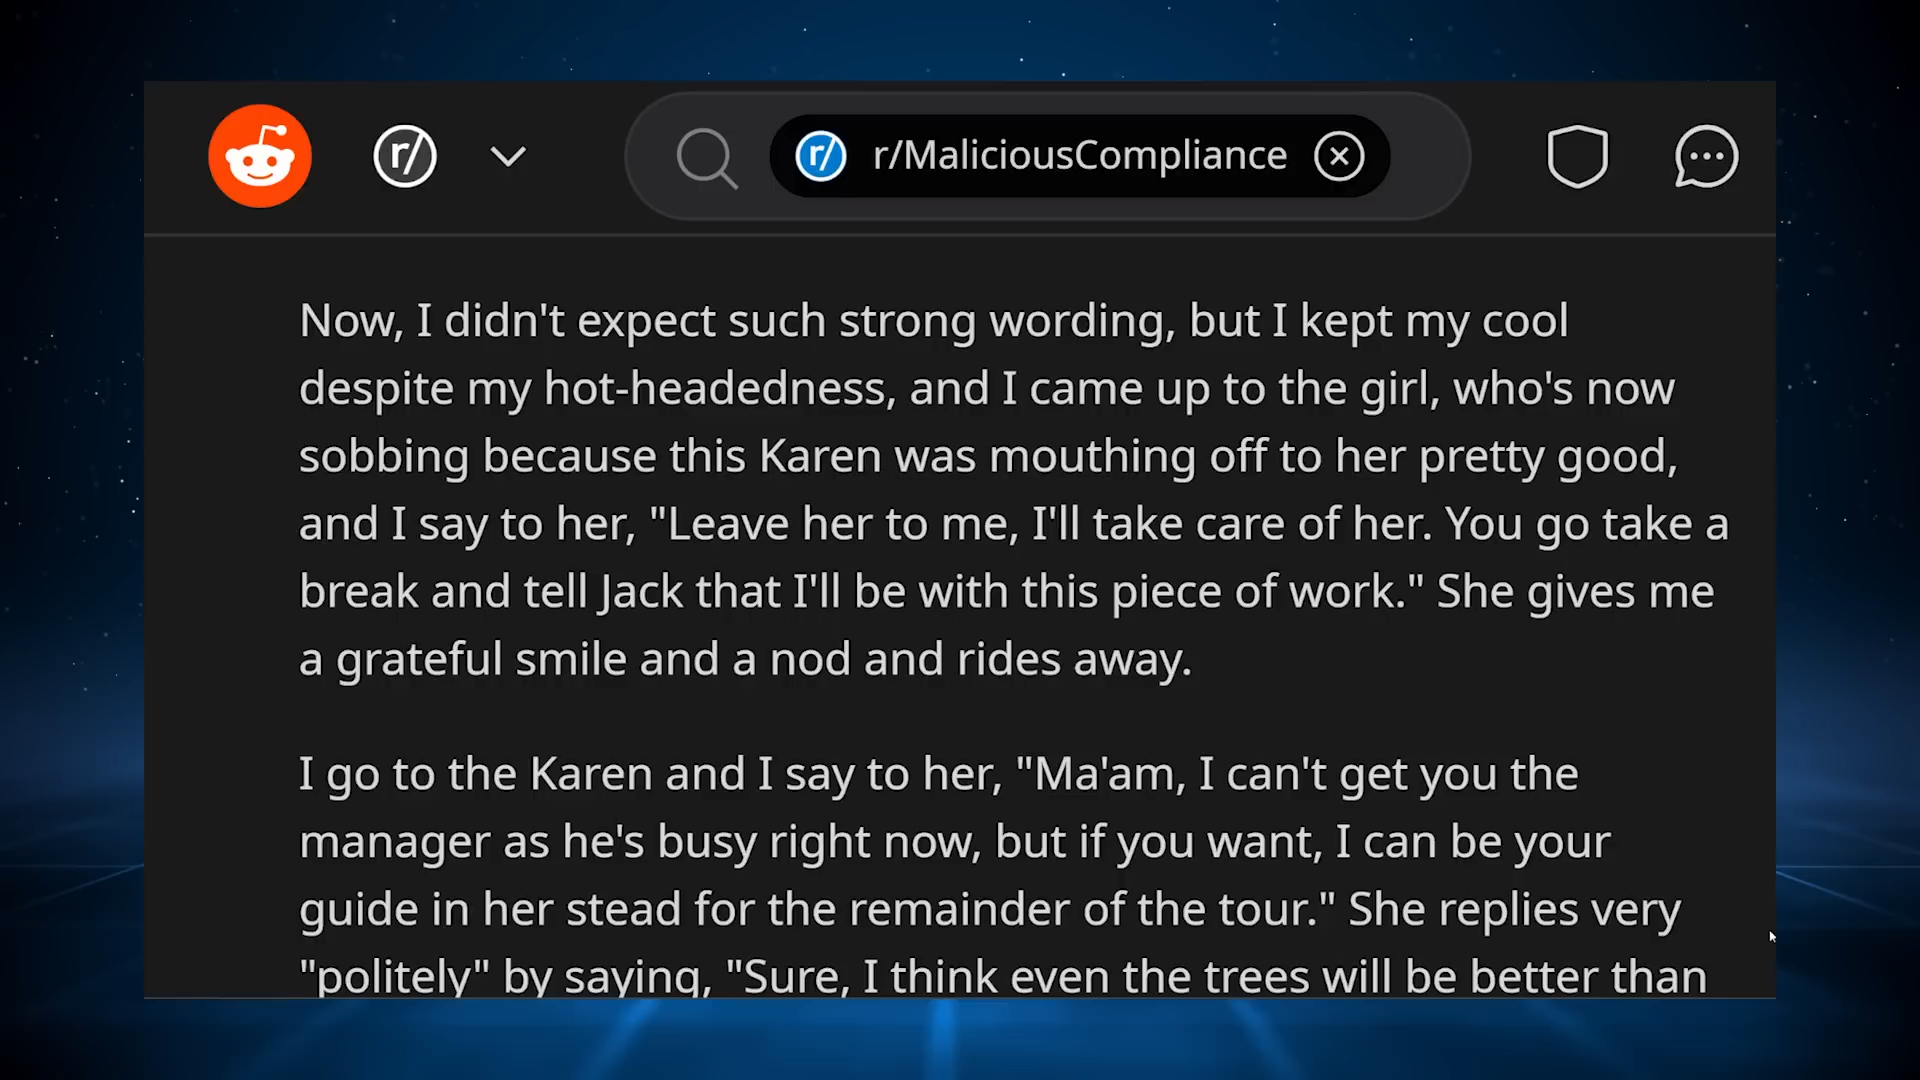 r/ r/ r/MaliciousCompliance
Now, I didn't expect such strong wording, but I kept my cool
despite my hot-headedness, and I came up to the girl, who's now
sobbing because this Karen was mouthing off to her pretty good,
and I say to her, "Leave her to me, I'll take care of her. You go take a
break and tell Jack that I'll be with this piece of work." She gives me
a grateful smile and a nod and rides away.
I go to the Karen and I say to her, "Ma'am, I can't get you the
manager as he's busy right now, but if you want, I can be your
guide in her stead for the remainder of the tour." She replies very
"politely" by saying, "Sure, I think even the trees will be better than